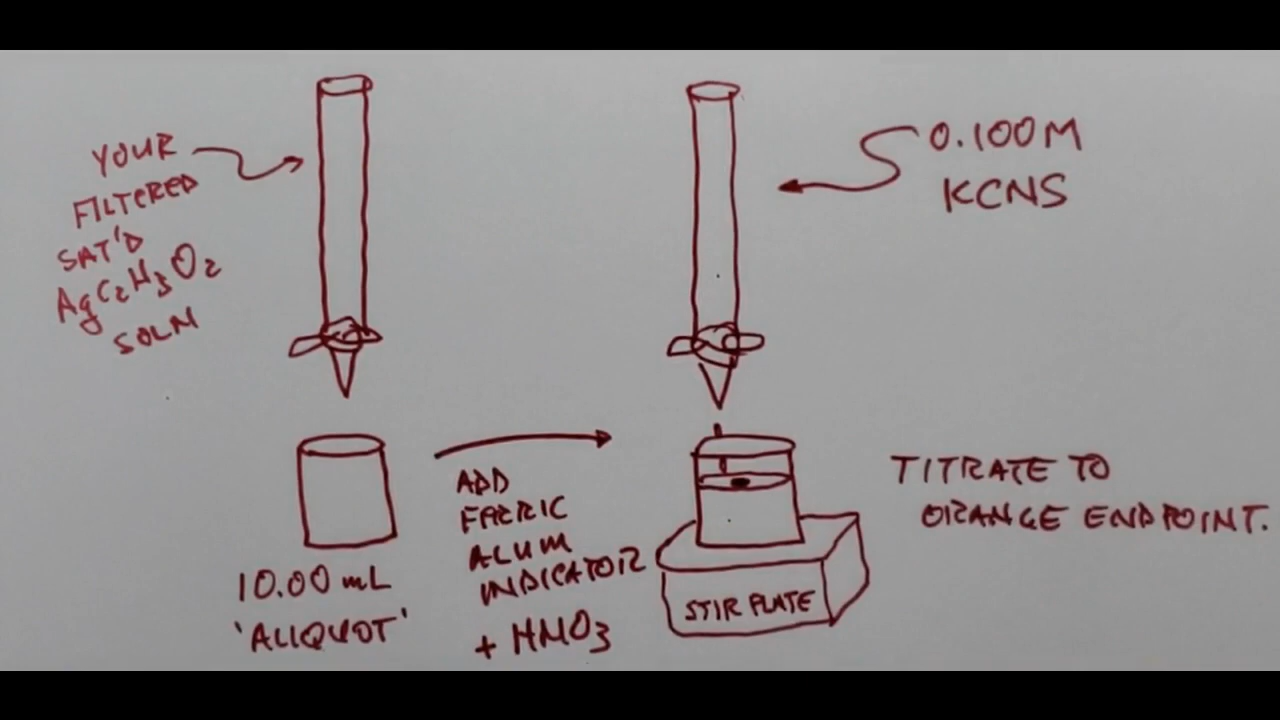 YOUR
FILTERED
SAT'D
AgC2H3O2
SOLN
0.100M
KCNS
10.00 mL
'ALIQUOT'
ADD
FERRIC
ALUM
INDICATOR
+ HNO3
STIR PLATE
TITRATE TO
ORANGE ENDPOINT.